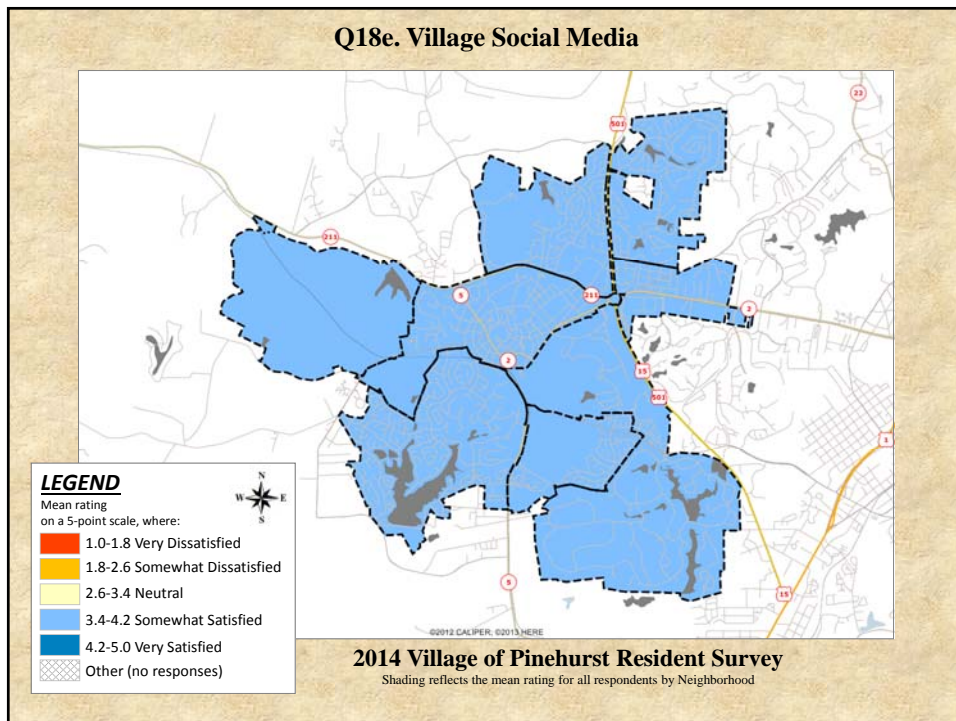 Q18e. Village Social Media
22
501
211
5
211
2
2
15
501
1
5
15
LEGEND
Mean rating
on a 5-point scale, where:
N
W E
S
1.0-1.8 Very Dissatisfied
1.8-2.6 Somewhat Dissatisfied
2.6-3.4 Neutral
3.4-4.2 Somewhat Satisfied
4.2-5.0 Very Satisfied
Other (no responses)
©2012 CALIPER, ©2013 HERE
2014 Village of Pinehurst Resident Survey
Shading reflects the mean rating for all respondents by Neighborhood